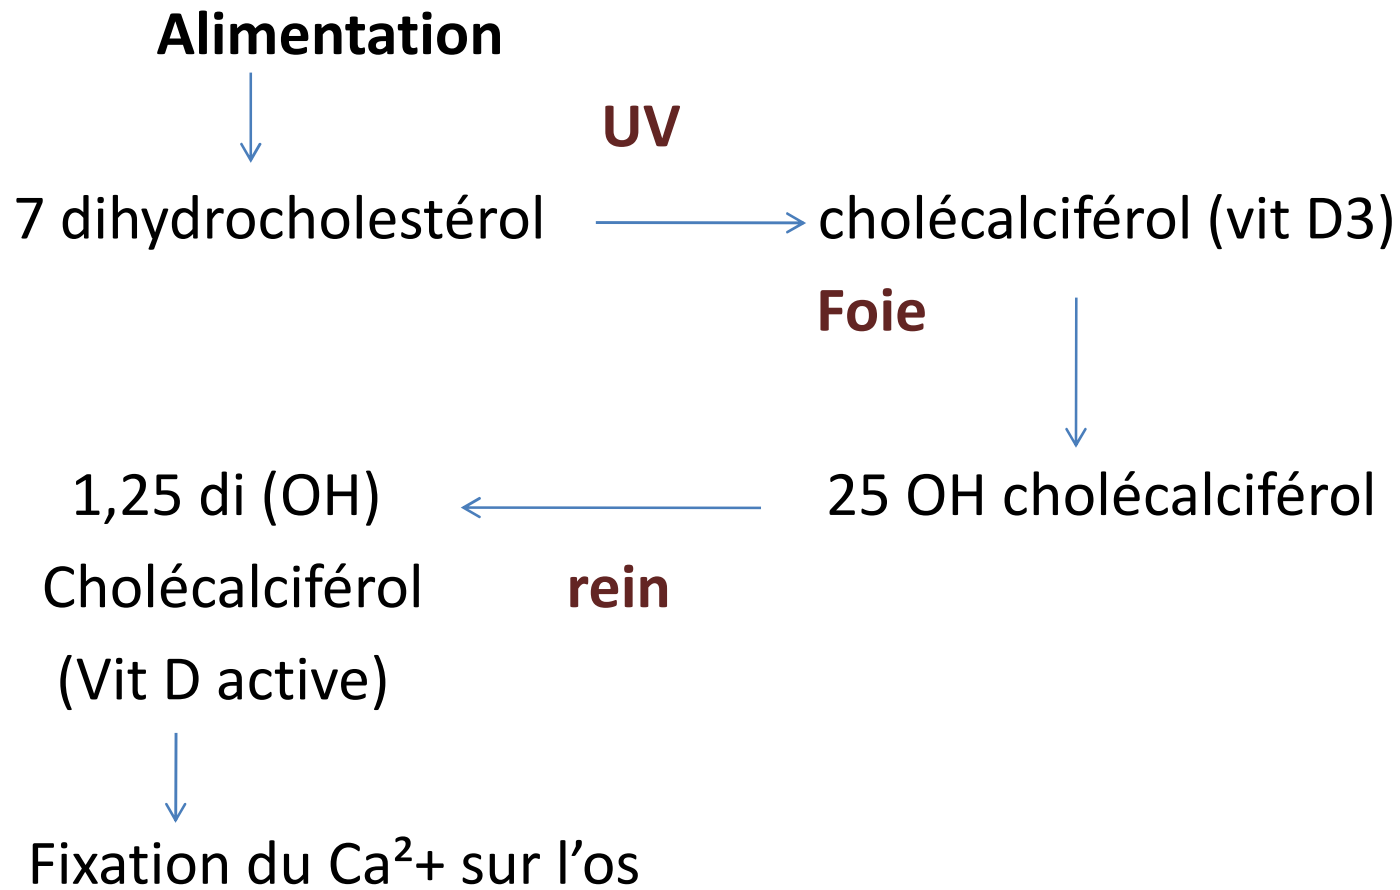 Alimentation
UV
7 dihydrocholestérol
cholécalciférol (vit D3)
Foie
25 OH cholécalciférol
1,25 di (OH)
Cholécalciférol
(Vit D active)
rein
Fixation du Ca²+ sur l’os